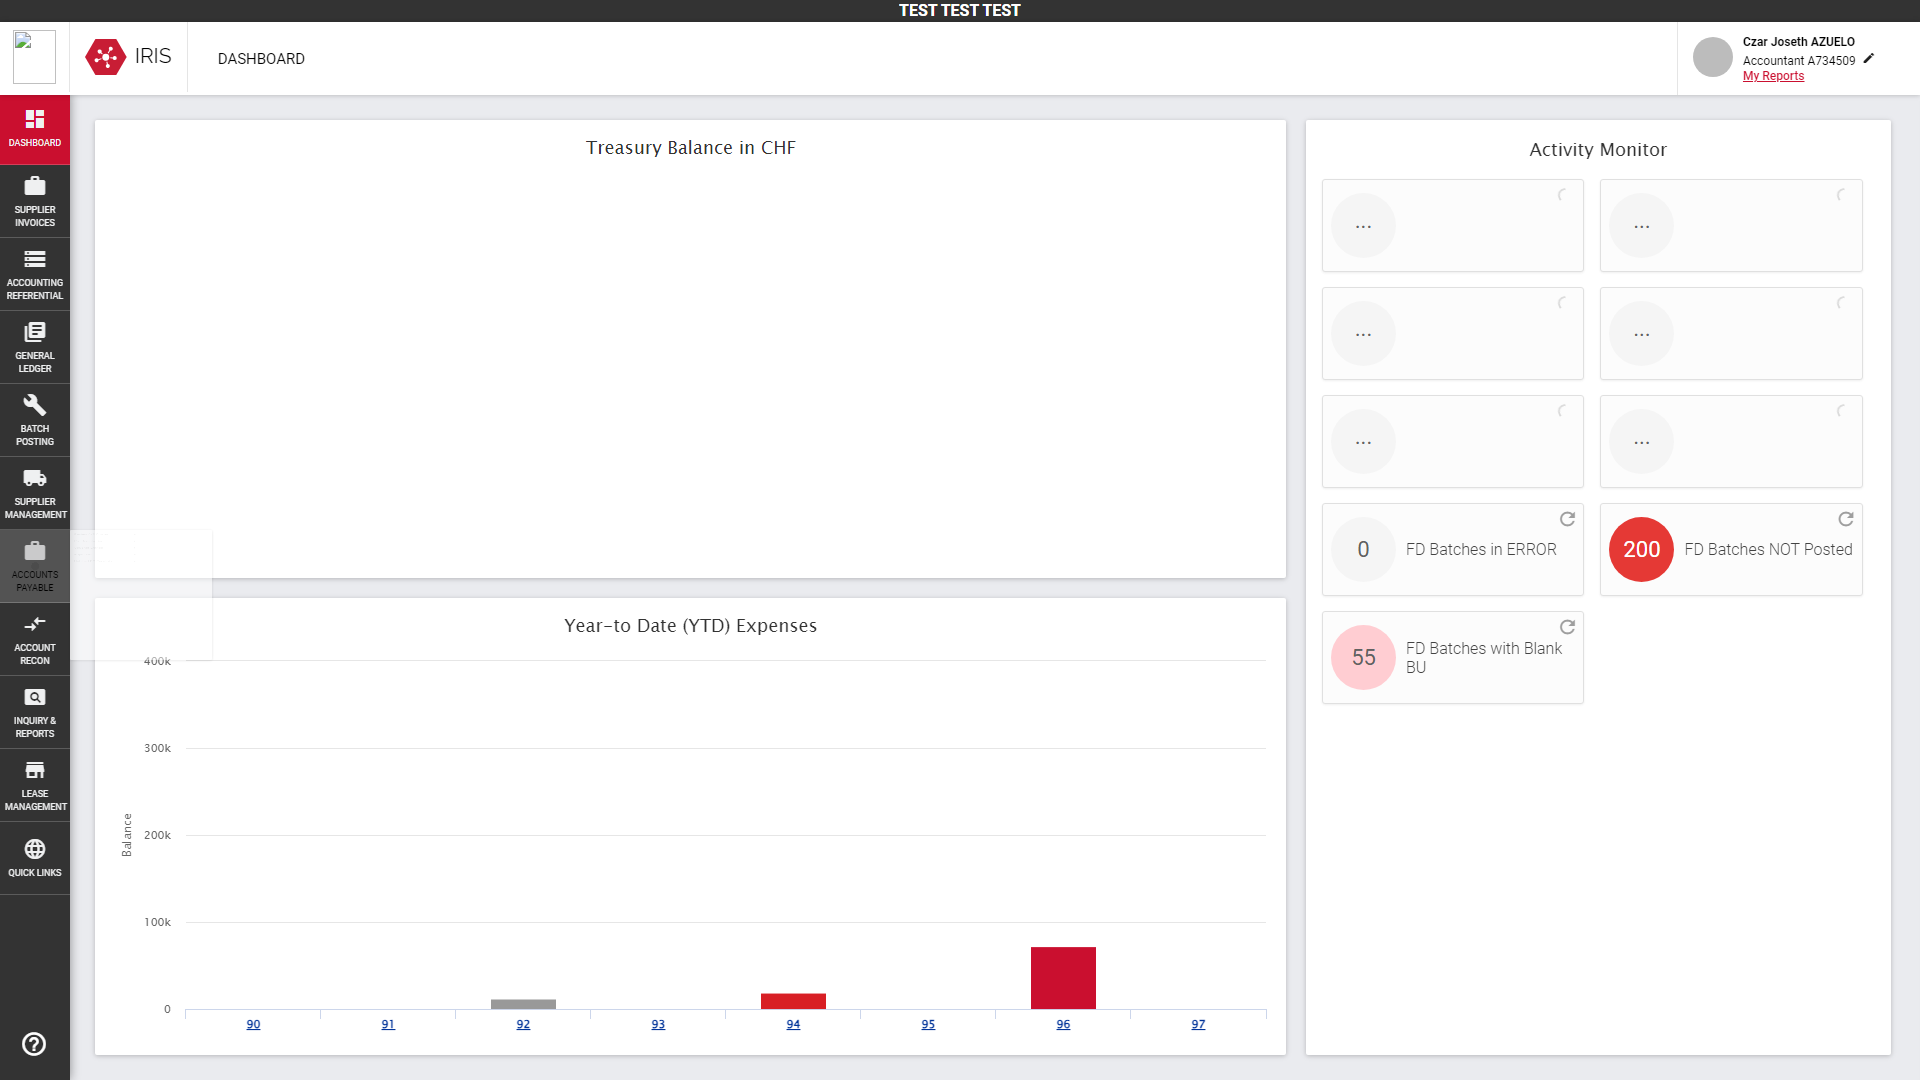 TEST TEST TEST
IRIS
DASHBOARD
Czar Joseth AZUELO
Accountant A734509
My Reports
DASHBOARD
SUPPLIER
INVOICES
ACCOUNTING
REFERENTIAL
GENERAL
LEDGER
BATCH
POSTING
SUPPLIER
MANAGEMENT
ACCOUNTS
PAYABLE
ACCOUNT
RECON
INQUIRY &
REPORTS
LEASE
MANAGEMENT
QUICK LINKS
Treasury Balance in CHF
Year-to Date (YTD) Expenses
400k
300k
200k
100k
0
Balance
90
91
92
93
94
95
96
97
Activity Monitor
...
...
...
...
...
...
0
FD Batches in ERROR
200
FD Batches NOT Posted
55
FD Batches with Blank
BU